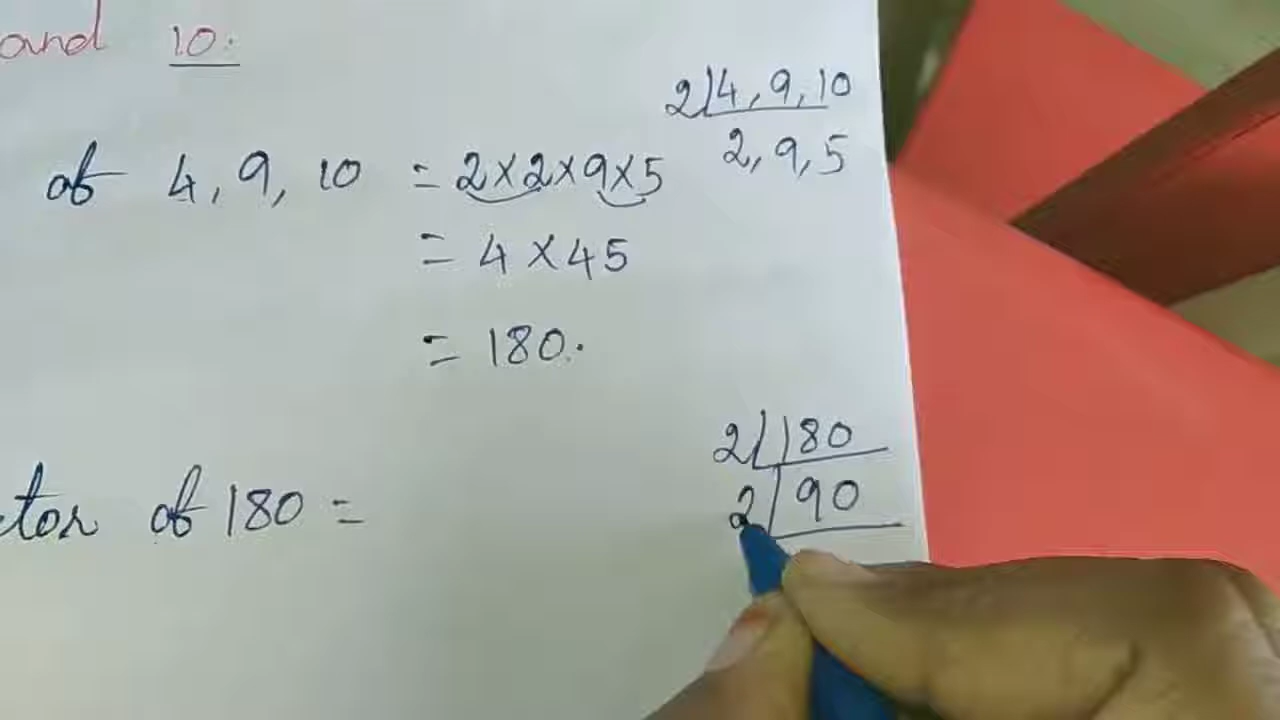 and 10.
2 4, 9, 10
2, 9, 5
of 4, 9, 10 = 2×2×9×5
= 4 × 45
= 180.
2 180
2 90
ctor of 180 =